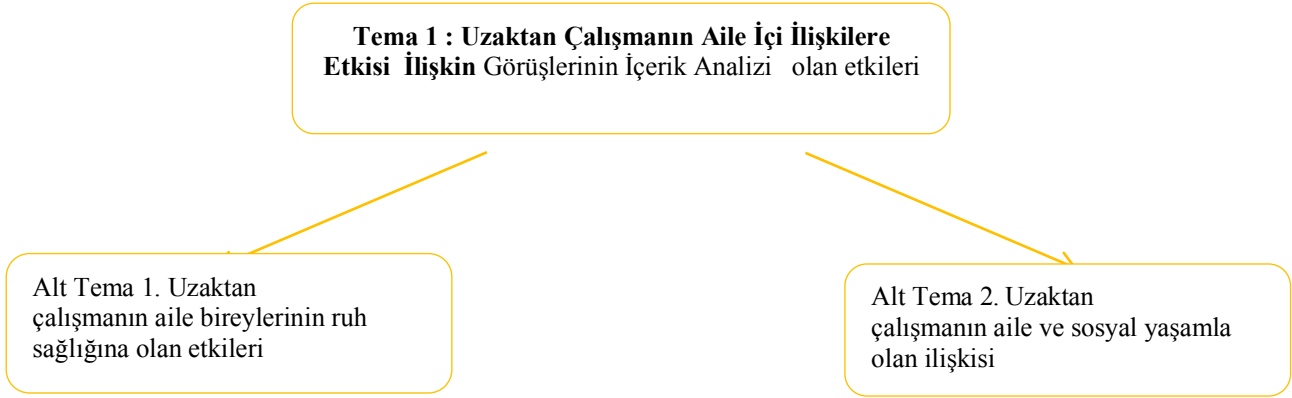 Tema 1 : Uzaktan Çalışmanın Aile İçi İlişkilere
Etkisi İlişkin Görüşlerinin İçerik Analizi olan etkileri
Alt Tema 1. Uzaktan
çalışmanın aile bireylerinin ruh
sağlığına olan etkileri
Alt Tema 2. Uzaktan
çalışmanın aile ve sosyal yaşamla
olan ilişkisi